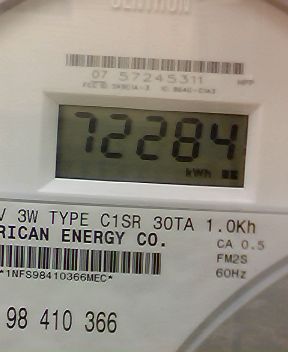 CENTRON
07 57245311
72284
kWh
V 3W TYPE C1SR 30TA 1.0Kh
RICAN ENERGY CO.
CA 0.5
FM2S
*1NFS98410366MEC*
60Hz
98 410 366